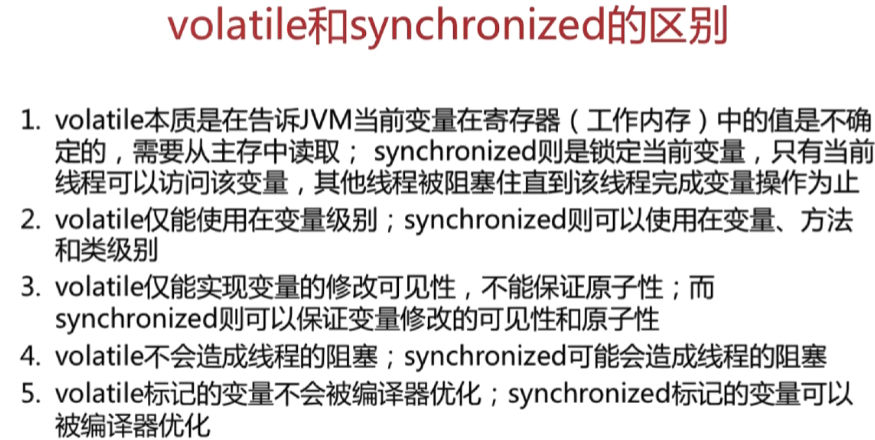 volatile和synchronized的区别
1. volatile本质是在告诉JVM当前变量在寄存器（工作内存）中的值是不确
定的，需要从主存中读取； synchronized则是锁定当前变量，只有当前
线程可以访问该变量，其他线程被阻塞住直到该线程完成变量操作为止
2. volatile仅能使用在变量级别；synchronized则可以使用在变量、方法
和类级别
3. volatile仅能实现变量的修改可见性，不能保证原子性；而
synchronized则可以保证变量修改的可见性和原子性
4. volatile不会造成线程的阻塞；synchronized可能会造成线程的阻塞
5. volatile标记的变量不会被编译器优化；synchronized标记的变量可以
被编译器优化